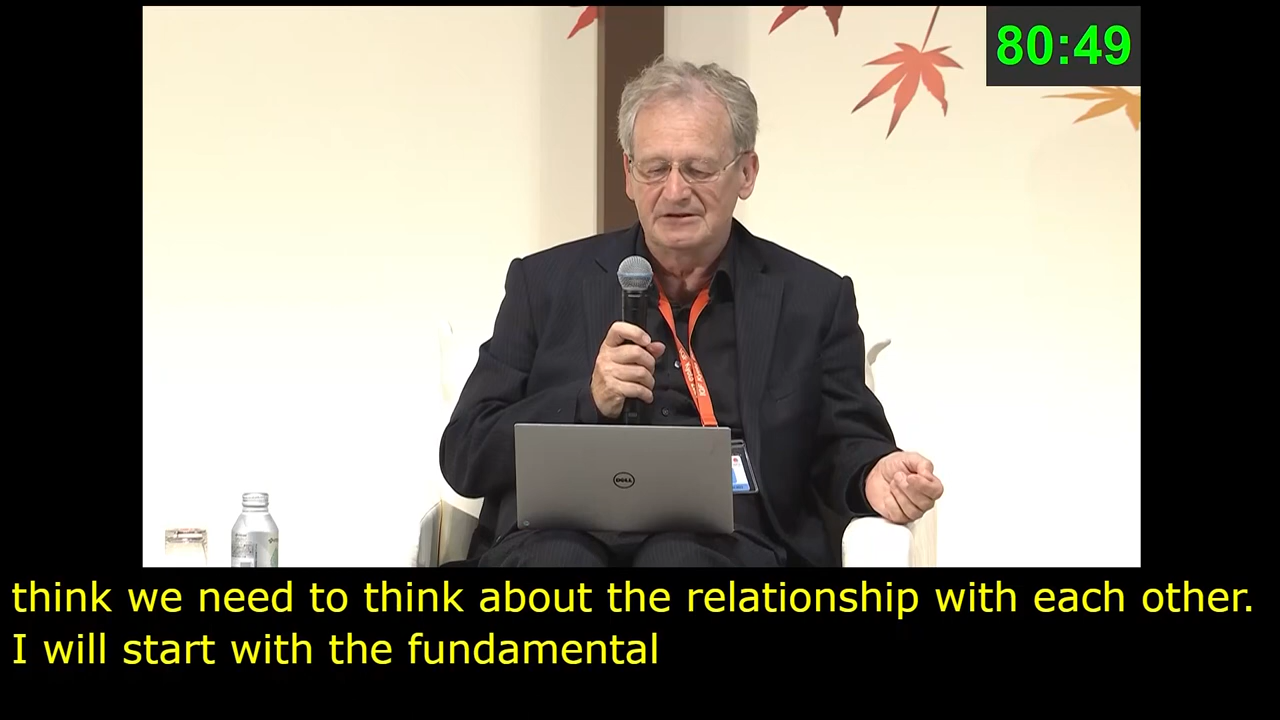 80:49
DELL
think we need to think about the relationship with each other.
I will start with the fundamental